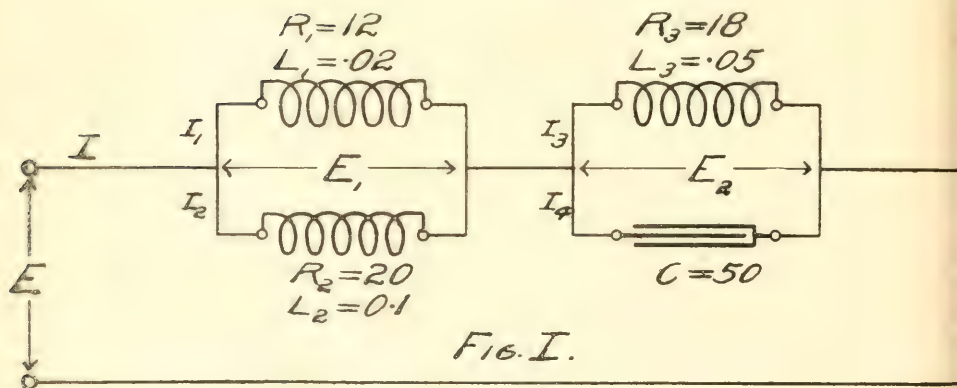 R₁=12
L₁=·02
R₃=18
L₃=·05
I
I₁
E₁
I₂
I₃
E₂
I₄
R₂=20
L₂=0·1
C=50
E
FIG. I.